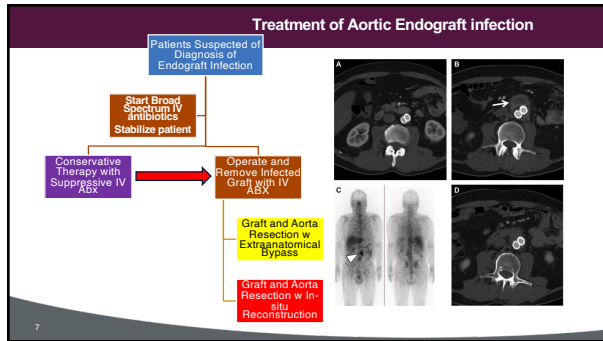 Treatment of Aortic Endograft infection
Patients Suspected of
Diagnosis of
Endograft Infection
Start Broad
Spectrum IV
antibiotics
Stabilize patient
Conservative
Therapy with
Suppressive IV
Abx
Operate and
Remove Infected
Graft with IV
ABX
Graft and Aorta
Resection w
Extraanatomical
Bypass
Graft and Aorta
Resection w In-
situ
Reconstruction
A
B
C
D
7